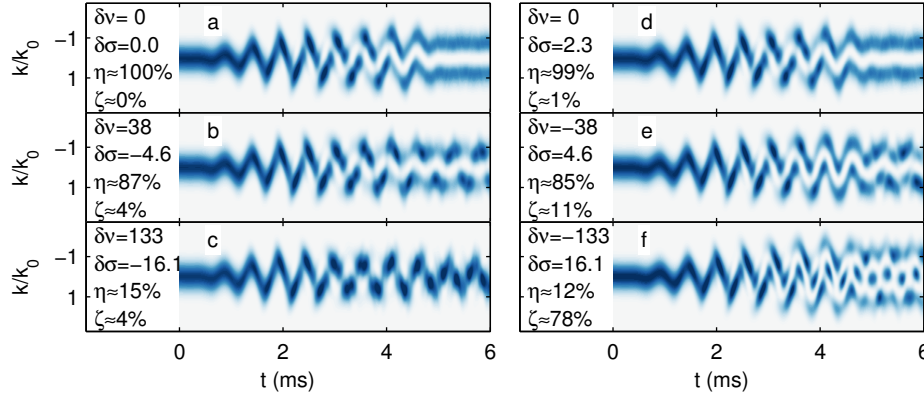 δν= 0
δσ=0.0
η≈100%
ζ≈0%
a
k/k0
−1
1
δν=38
δσ=−4.6
η≈87%
ζ≈4%
b
k/k0
−1
1
δν=133
δσ=−16.1
η≈15%
ζ≈4%
c
k/k0
−1
1
0 2 4 6
t (ms)
δν= 0
δσ=2.3
η≈99%
ζ≈1%
d
δν=−38
δσ=4.6
η≈85%
ζ≈11%
e
δν=−133
δσ=16.1
η≈12%
ζ≈78%
f
0 2 4 6
t (ms)